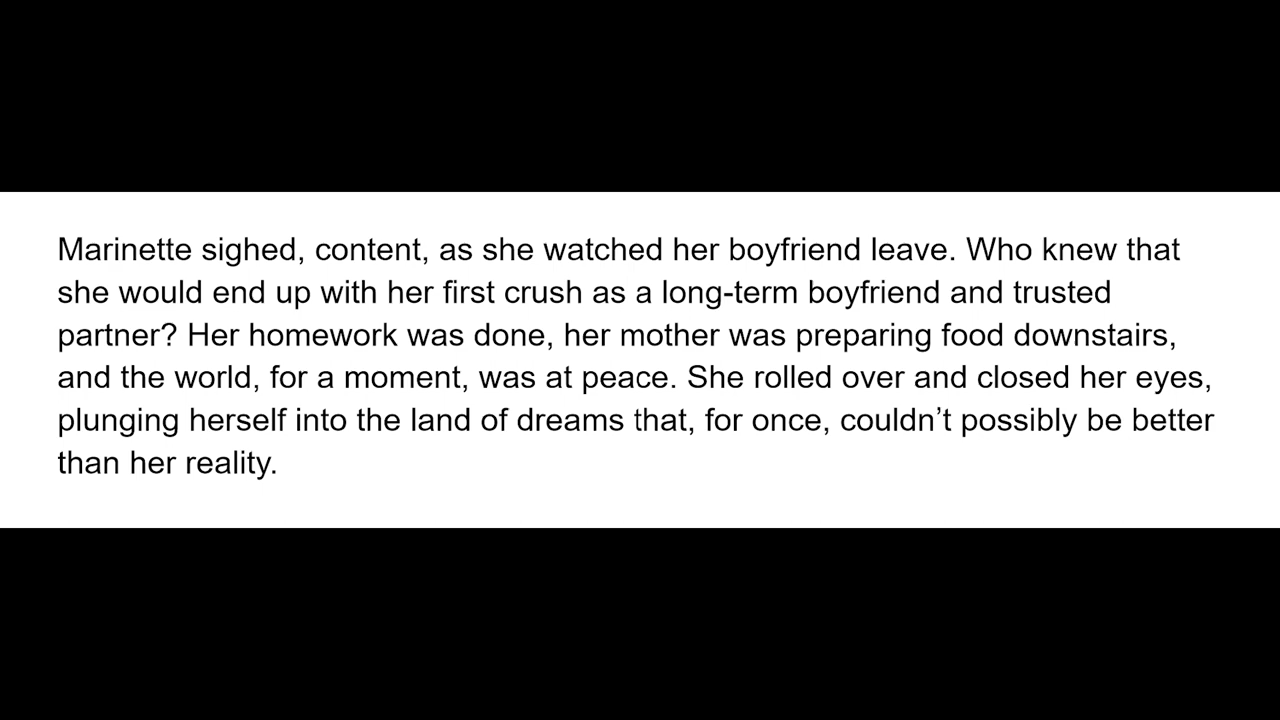 Marinette sighed, content, as she watched her boyfriend leave. Who knew that
she would end up with her first crush as a long-term boyfriend and trusted
partner? Her homework was done, her mother was preparing food downstairs,
and the world, for a moment, was at peace. She rolled over and closed her eyes,
plunging herself into the land of dreams that, for once, couldn’t possibly be better
than her reality.